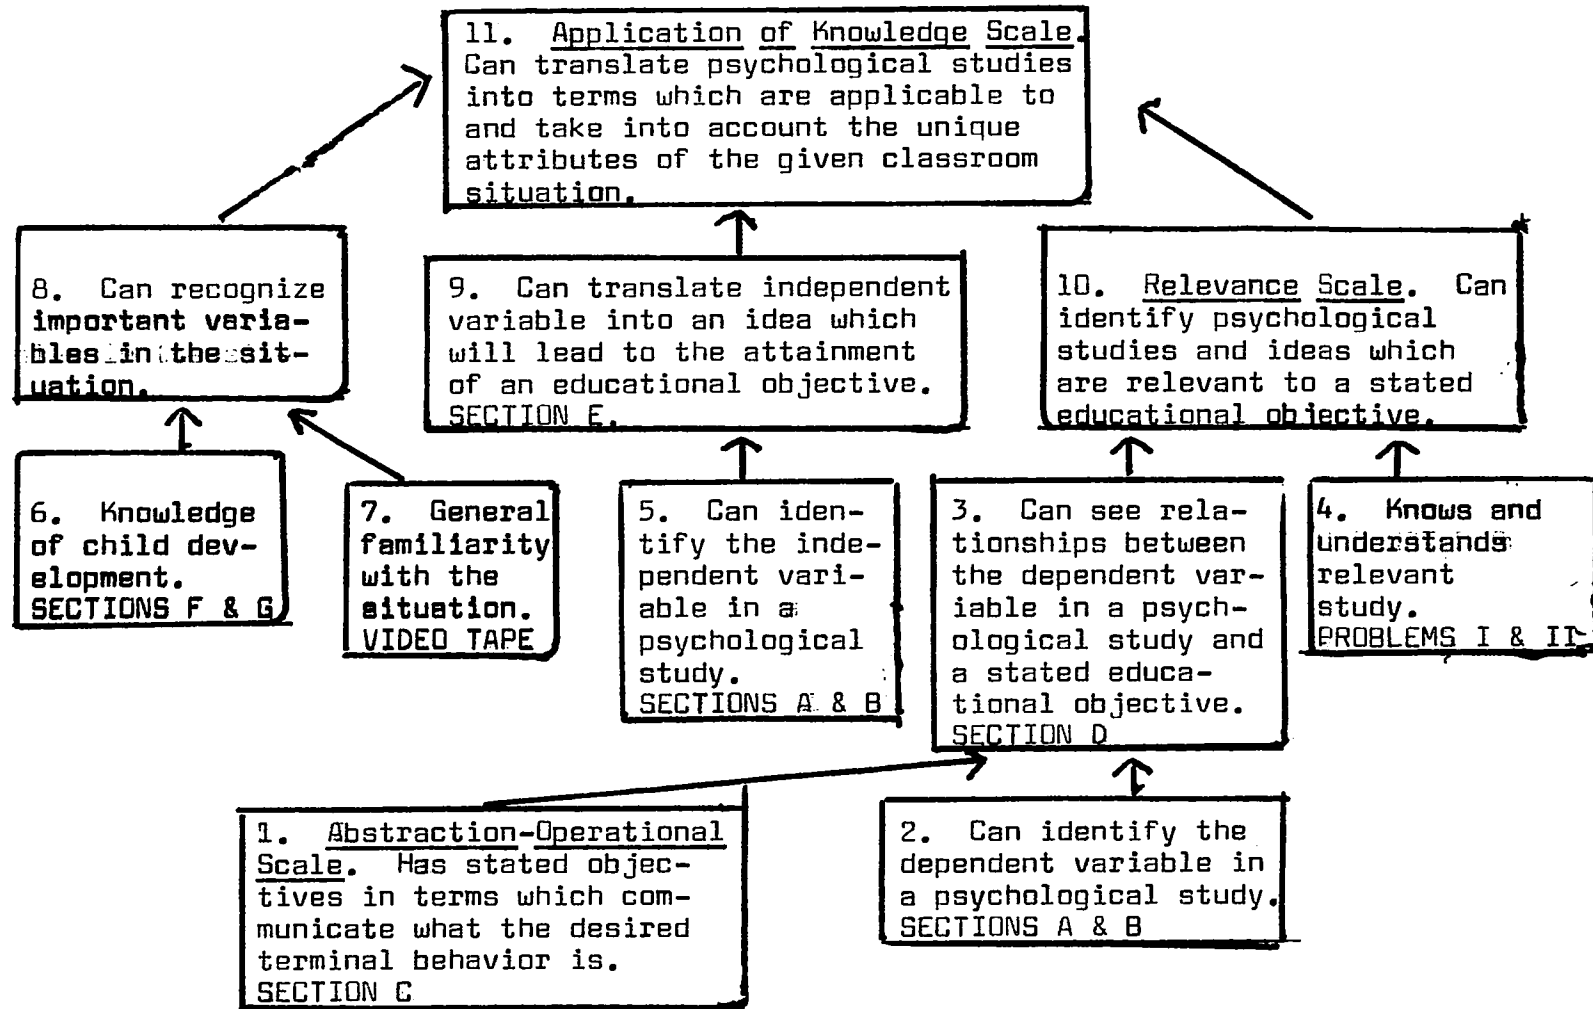 11. Application of Knowledge Scale.
Can translate psychological studies
into terms which are applicable to
and take into account the unique
attributes of the given classroom
situation.
8. Can recognize
important varia-
bles in the sit-
uation.
9. Can translate independent
variable into an idea which
will lead to the attainment
of an educational objective.
SECTION E.
10. Relevance Scale. Can
identify psychological
studies and ideas which
are relevant to a stated
educational objective.
6. Knowledge
of child dev-
elopment.
SECTIONS F & G
7. General
familiarity
with the
situation.
VIDEO TAPE
5. Can iden-
tify the inde-
pendent vari-
able in a
psychological
study.
SECTIONS A & B
3. Can see rela-
tionships between
the dependent var-
iable in a psych-
ological study and
a stated educa-
tional objective.
SECTION D
4. Knows and
understands
relevant
study.
PROBLEMS I & II
1. Abstraction-Operational
Scale. Has stated objec-
tives in terms which com-
municate what the desired
terminal behavior is.
SECTION C
2. Can identify the
dependent variable in
a psychological study.
SECTIONS A & B